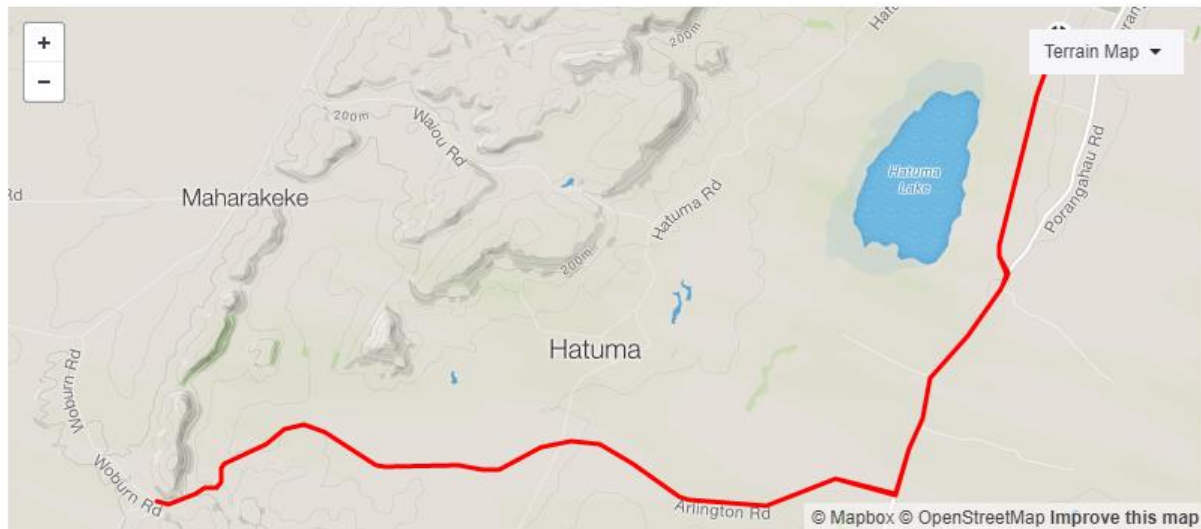 +
−
200m
Terrain Map
200m
Waiou Rd
Porangahau Rd
Hatuma
Lake
Rd
Maharakeke
Hatuma Rd
200m
Hatuma
Woburn Rd
Woburn Rd
Arlington Rd
© Mapbox © OpenStreetMap Improve this map